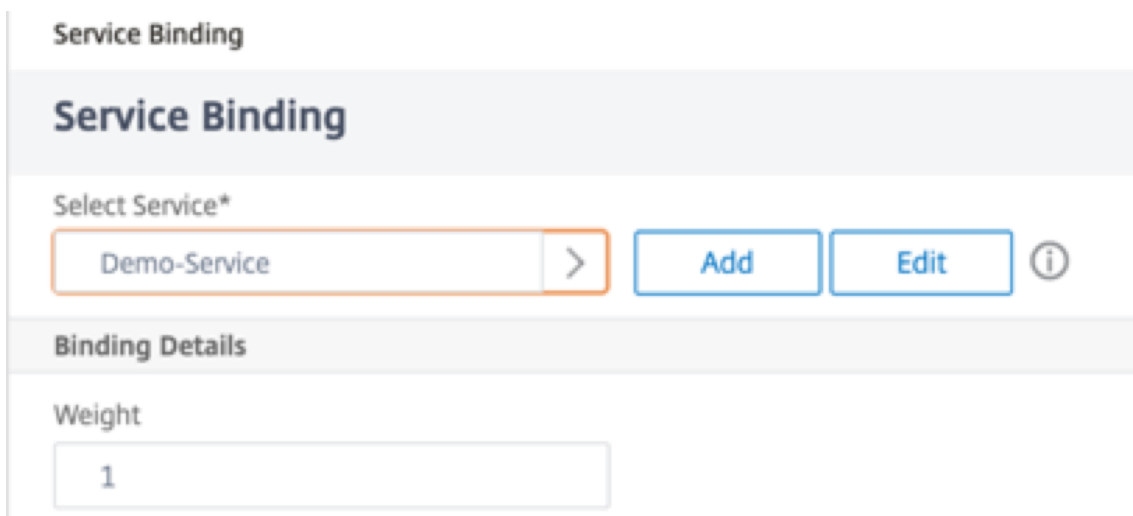 Service Binding
Service Binding
Select Service*
Demo-Service > Add Edit
Binding Details
Weight
1